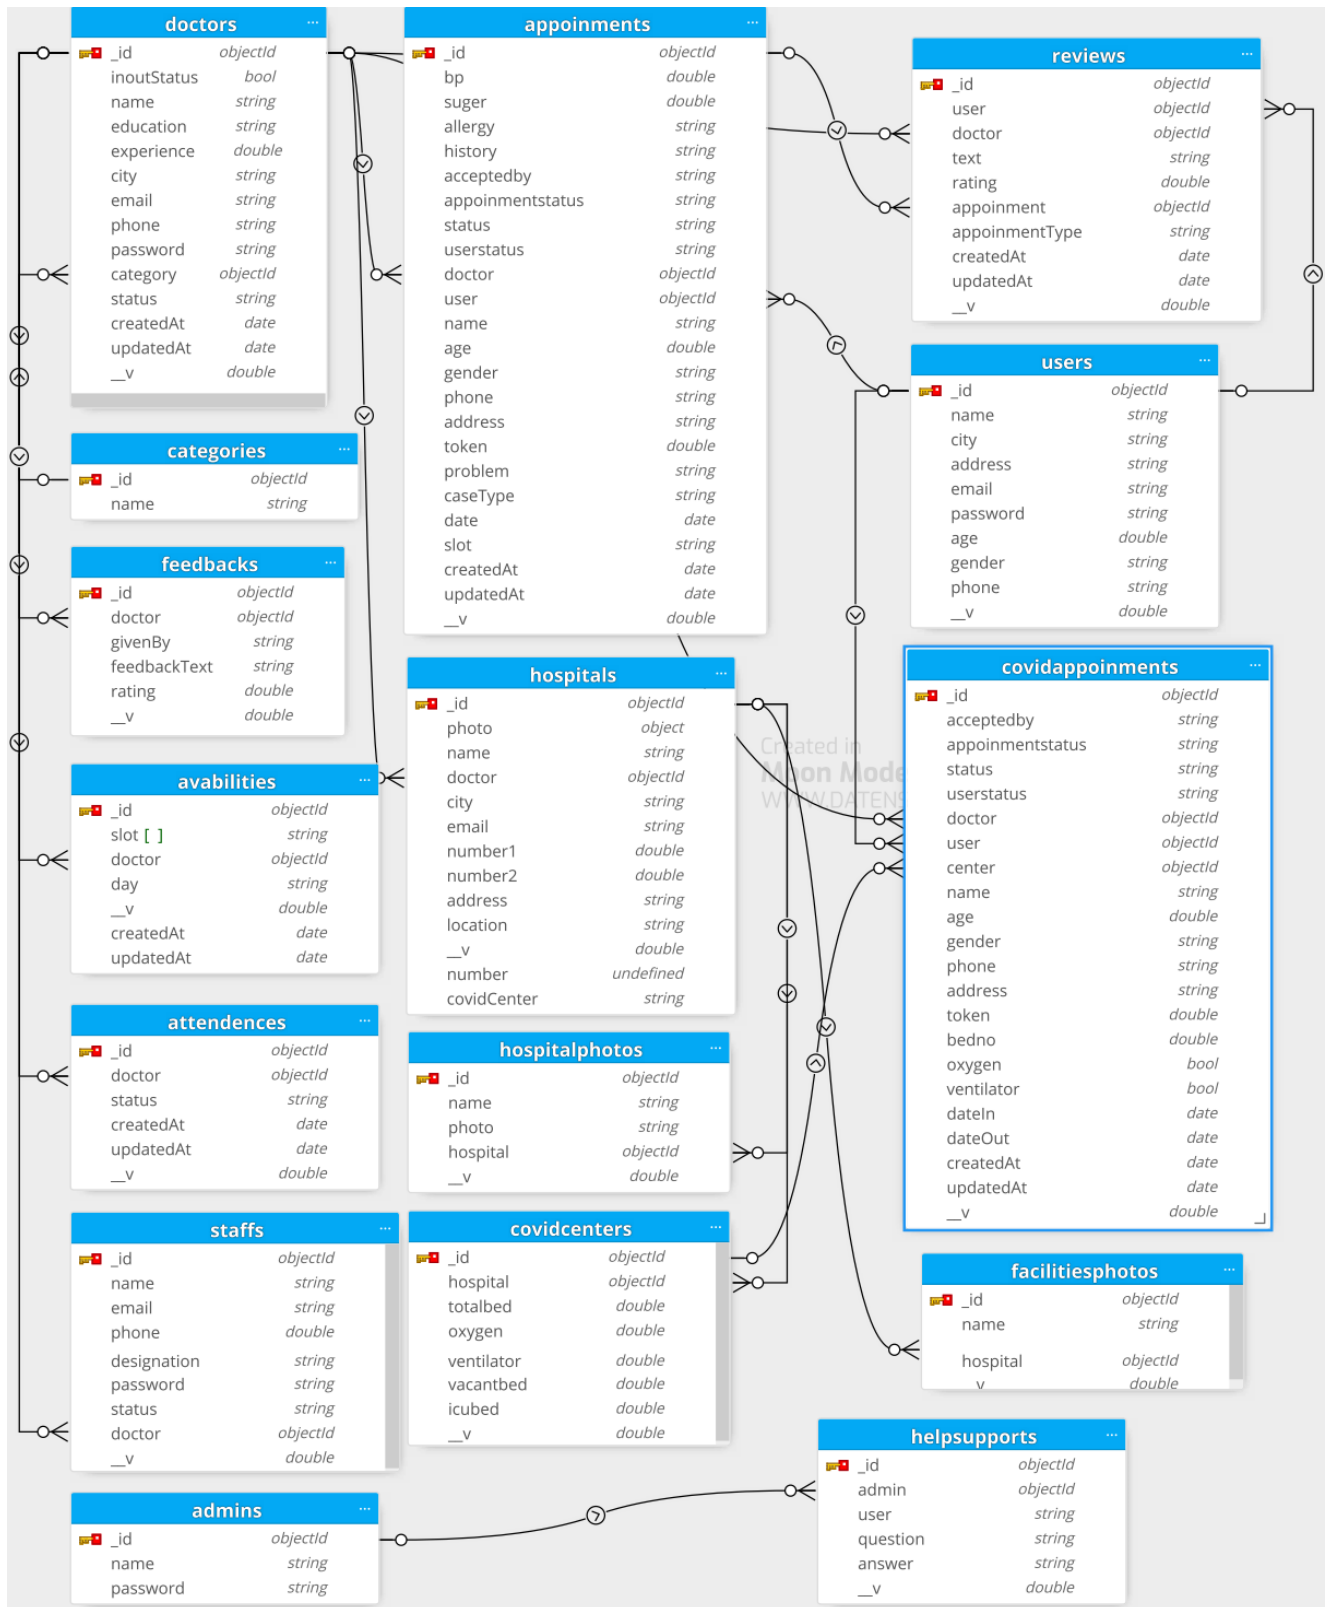 doctors ...
_id objectId
inoutStatus bool
name string
education string
experience double
city string
email string
phone string
password string
category objectId
status string
createdAt date
updatedAt date
__v double
categories ...
_id objectId
name string
feedbacks ...
_id objectId
doctor objectId
givenBy string
feedbackText string
rating double
__v double
avabilities ...
_id objectId
slot [ ] string
doctor objectId
day string
__v double
createdAt date
updatedAt date
attendences ...
_id objectId
doctor objectId
status string
createdAt date
updatedAt date
__v double
staffs ...
_id objectId
name string
email string
phone double
designation string
password string
status string
doctor objectId
__v double
admins ...
_id objectId
name string
password string
appoinments ...
_id objectId
bp double
suger double
allergy string
history string
acceptedby string
appoinmentstatus string
status string
userstatus string
doctor objectId
user objectId
name string
age double
gender string
phone string
address string
token double
problem string
caseType string
date date
slot string
createdAt date
updatedAt date
__v double
hospitals ...
_id objectId
photo object
name string
doctor objectId
city string
email string
number1 double
number2 double
address string
location string
__v double
number undefined
covidCenter string
hospitalphotos ...
_id objectId
name string
photo string
hospital objectId
__v double
covidcenters ...
_id objectId
hospital objectId
totalbed double
oxygen double
ventilator double
vacantbed double
icubed double
__v double
Created in
Moon Mode
WWW.DATENS
reviews ...
_id objectId
user objectId
doctor objectId
text string
rating double
appoinment objectId
appoinmentType string
createdAt date
updatedAt date
__v double
users ...
_id objectId
name string
city string
address string
email string
password string
age double
gender string
phone string
__v double
covidappoinments ...
_id objectId
acceptedby string
appoinmentstatus string
status string
userstatus string
doctor objectId
user objectId
center objectId
name string
age double
gender string
phone string
address string
token double
bedno double
oxygen bool
ventilator bool
dateIn date
dateOut date
createdAt date
updatedAt date
__v double
facilitiesphotos ...
_id objectId
name string
hospital objectId
__v double
helpsupports ...
_id objectId
admin objectId
user string
question string
answer string
__v double